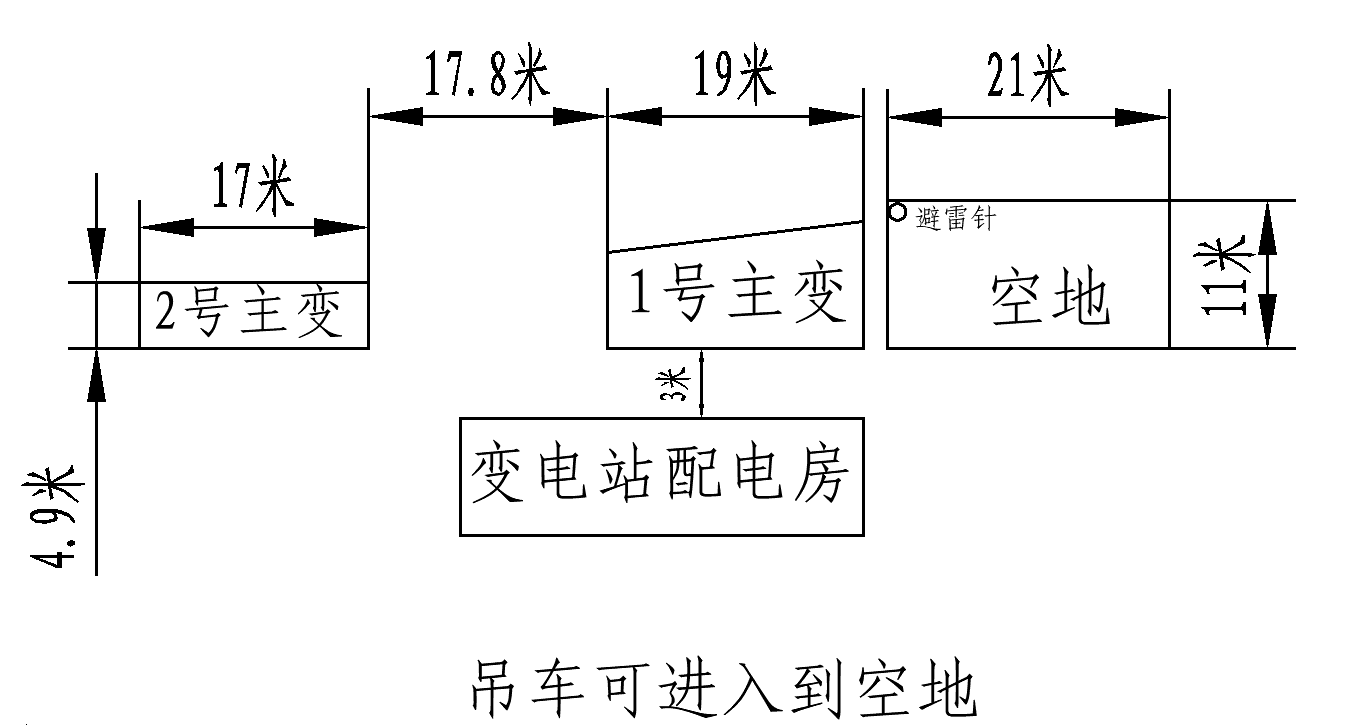 17.8米
19米
21米
17米
避雷针
2号主变
1号主变
空地
11米
3米
变电站配电房
4.9米
吊车可进入到空地